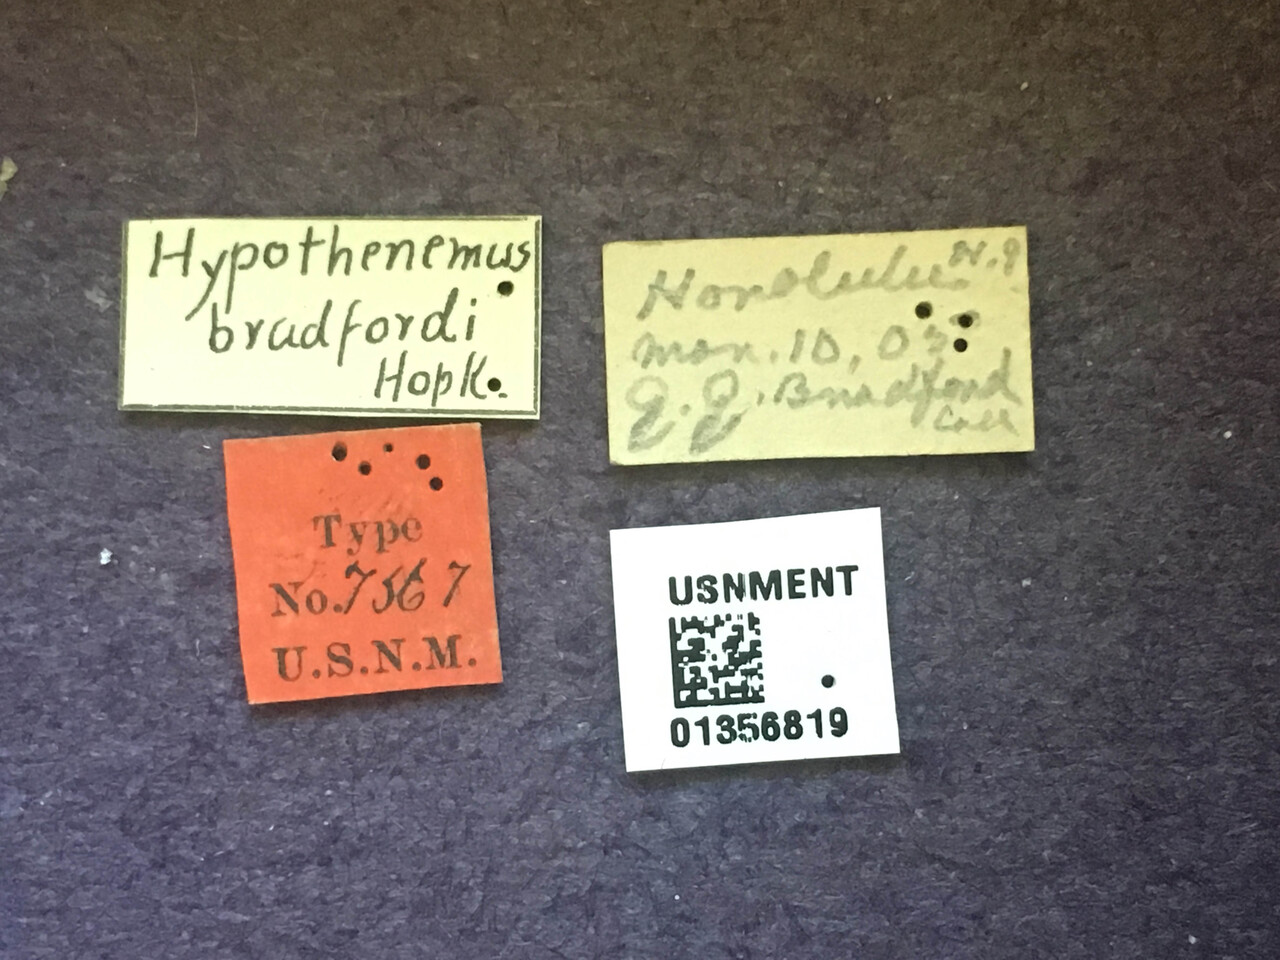 Hypothenemus
bradfordi
Hopk.
Honolulu
Mar. 10, 03
Bradford
Coll
Type
No. 7567
U.S.N.M.
USNMENT
01356819